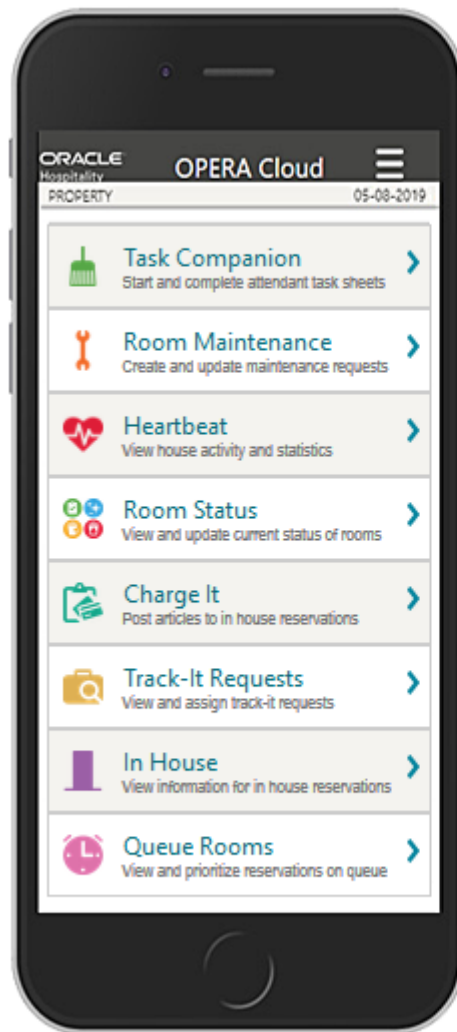 ORACLE
Hospitality
OPERA Cloud
PROPERTY
05-08-2019
Task Companion
Start and complete attendant task sheets
Room Maintenance
Create and update maintenance requests
Heartbeat
View house activity and statistics
Room Status
View and update current status of rooms
Charge It
Post articles to in house reservations
Track-It Requests
View and assign track-it requests
In House
View information for in house reservations
Queue Rooms
View and prioritize reservations on queue